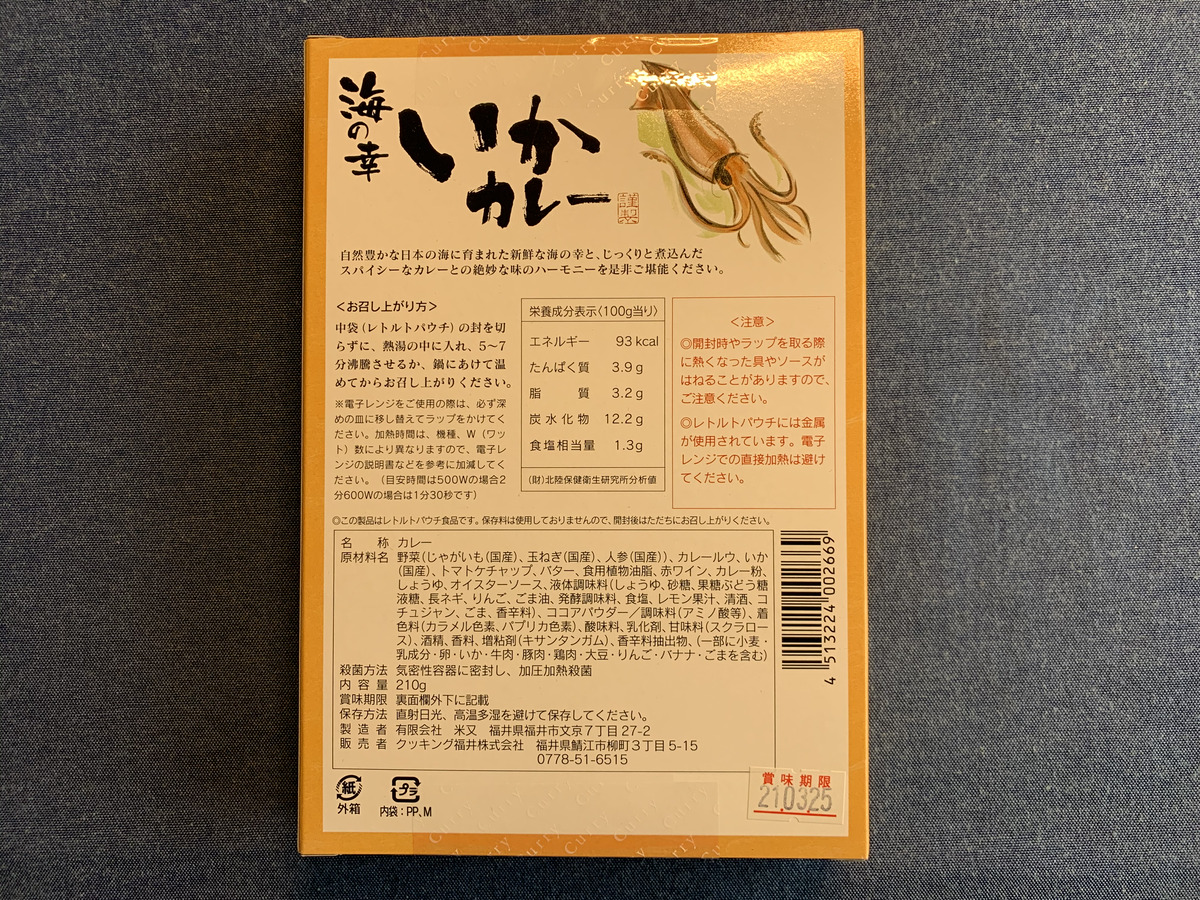 海の幸
いか
カレー
謹製
自然豊かな日本の海に育まれた新鮮な海の幸と、じっくりと煮込んだ
スパイシーなカレーとの絶妙な味のハーモニーを是非ご堪能ください。
<お召し上がり方>
中袋(レトルトパウチ)の封を切
らずに、熱湯の中に入れ、5〜7
分沸騰させるか、鍋にあけて温
めてからお召し上がりください。
※電子レンジをご使用の際は、必ず深
めの皿に移し替えてラップをかけてく
ださい。加熱時間は、機種、W(ワッ
ト)数により異なりますので、電子レ
ンジの説明書などを参考に加減してく
ださい。(目安時間は500Wの場合2
分600Wの場合は1分30秒です)
栄養成分表示〈100g当り〉
エネルギー 93kcal
たんぱく質 3.9g
脂質 3.2g
炭水化物 12.2g
食塩相当量 1.3g
(財)北陸保健衛生研究所分析値
<注意>
◎開封時やラップを取る際
に熱くなった具やソースが
はねることがありますので、
ご注意ください。
◎レトルトパウチには金属
が使用されています。電子
レンジでの直接加熱は避け
てください。
◎この製品はレトルトパウチ食品です。保存料は使用しておりませんので、開封後はただちにお召し上がりください。
名称 カレー
原材料名 野菜(じゃがいも(国産)、玉ねぎ(国産)、人参(国産))、カレールウ、いか
(国産)、トマトケチャップ、バター、食用植物油脂、赤ワイン、カレー粉、
しょうゆ、オイスターソース、液体調味料(しょうゆ、砂糖、果糖ぶどう糖
液糖、長ネギ、りんご、ごま油、発酵調味料、食塩、レモン果汁、清酒、コ
チュジャン、ごま、香辛料)、ココアパウダー/調味料(アミノ酸等)、着
色料(カラメル色素、パプリカ色素)、酸味料、乳化剤、甘味料(スクラロー
ス)、酒精、香料、増粘剤(キサンタンガム)、香辛料抽出物、(一部に小麦・
乳成分・卵・いか・牛肉・豚肉・鶏肉・大豆・りんご・バナナ・ごまを含む)
殺菌方法 気密性容器に密封し、加圧加熱殺菌
内容量 210g
賞味期限 裏面欄外下に記載
保存方法 直射日光、高温多湿を避けて保存してください。
製造者 有限会社 米又 福井県福井市文京7丁目27-2
販売者 クッキング福井株式会社 福井県鯖江市柳町3丁目5-15
0778-51-6515
4 513224 002669
紙
外箱
プラ
内袋:PP、M
賞味期限
21.03.25